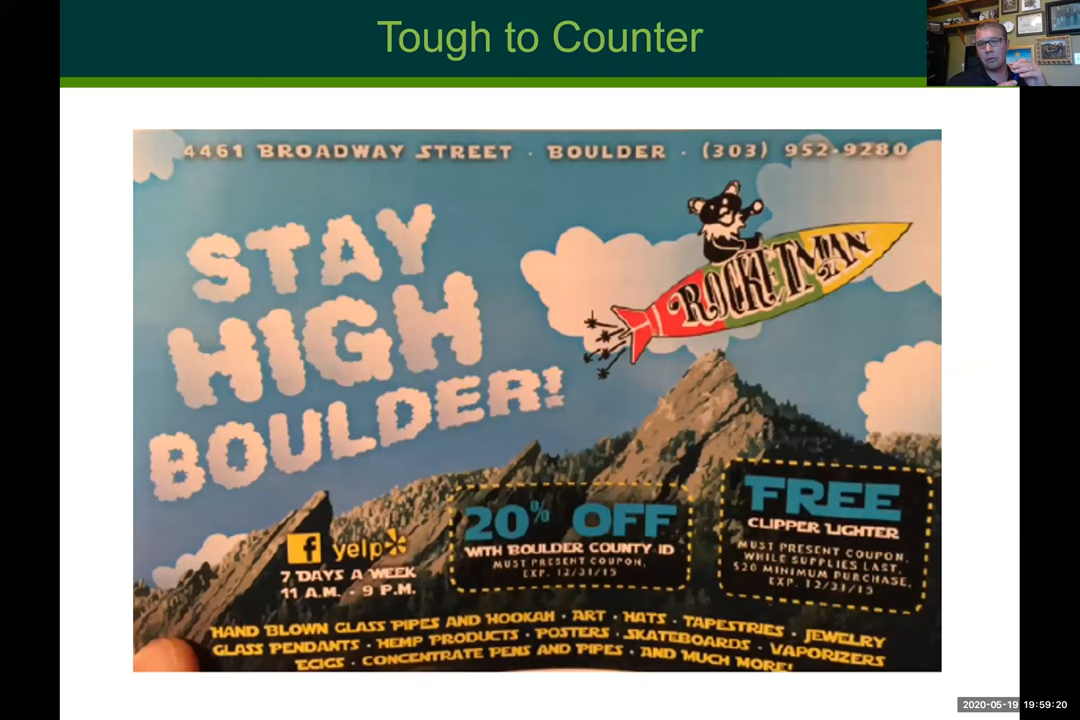 Tough to Counter
4461 BROADWAY STREET · BOULDER · (303) 952-9280
STAY
HIGH
BOULDER!
ROCKETMAN
FREE
CLIPPER LIGHTER
MUST PRESENT COUPON,
WHILE SUPPLIES LAST,
$20 MINIMUM PURCHASE,
EXP. 12/31/15
20% OFF
WITH BOULDER COUNTY ID
MUST PRESENT COUPON,
EXP. 12/31/15
f yelp
7 DAYS A WEEK
11 A.M. - 9 P.M.
HAND BLOWN GLASS PIPES AND HOOKAH · ART · HATS · TAPESTRIES · JEWELRY
GLASS PENDANTS · HEMP PRODUCTS · POSTERS · SKATEBOARDS · VAPORIZERS
ECIGS · CONCENTRATE PENS AND PIPES · AND MUCH MORE!
2020-05-19 19:59:20